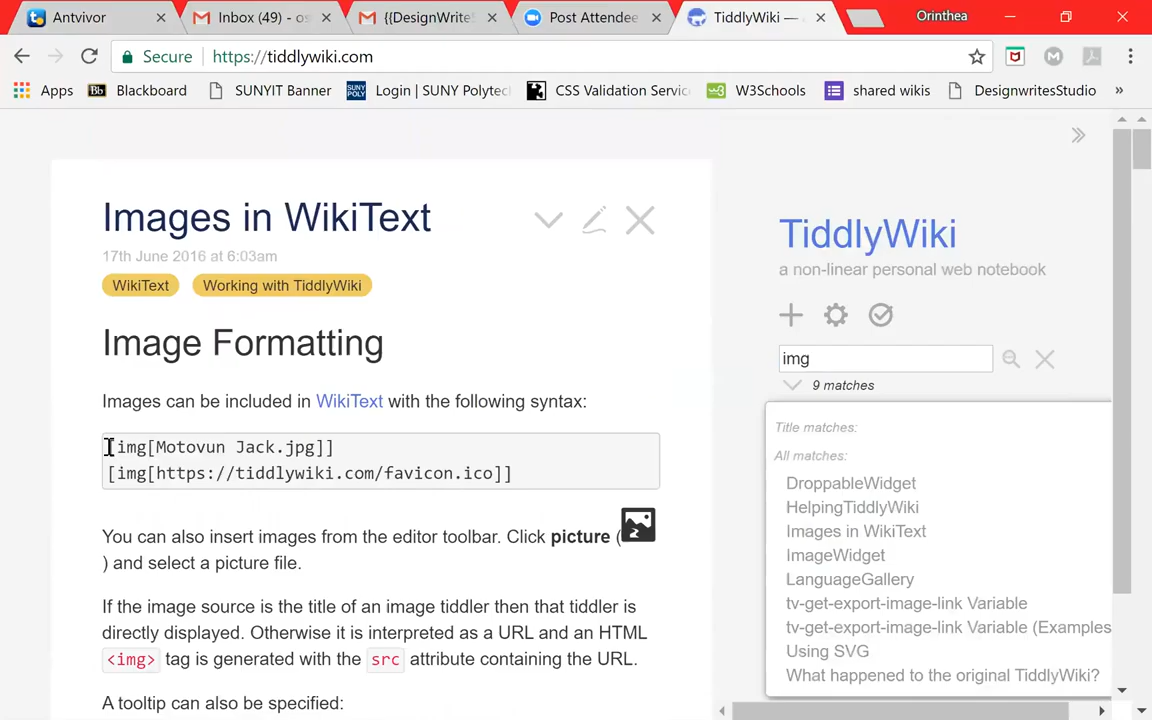 Antvivor
Inbox (49) - os
{{DesignWrite
Post Attendee
TiddlyWiki —
Orinthea
Secure
https://tiddlywiki.com
Apps
Blackboard
SUNYIT Banner
Login | SUNY Polytec
CSS Validation Servic
W3Schools
shared wikis
DesignwritesStudio
»
Images in WikiText
17th June 2016 at 6:03am
WikiText
Working with TiddlyWiki
Image Formatting
Images can be included in WikiText with the following syntax:
[img[Motovun Jack.jpg]]
[img[https://tiddlywiki.com/favicon.ico]]
You can also insert images from the editor toolbar. Click picture (
) and select a picture file.
If the image source is the title of an image tiddler then that tiddler is
directly displayed. Otherwise it is interpreted as a URL and an HTML
<img> tag is generated with the src attribute containing the URL.
A tooltip can also be specified:
TiddlyWiki
a non-linear personal web notebook
img
9 matches
Title matches:
All matches:
DroppableWidget
HelpingTiddlyWiki
Images in WikiText
ImageWidget
LanguageGallery
tv-get-export-image-link Variable
tv-get-export-image-link Variable (Examples
Using SVG
What happened to the original TiddlyWiki?